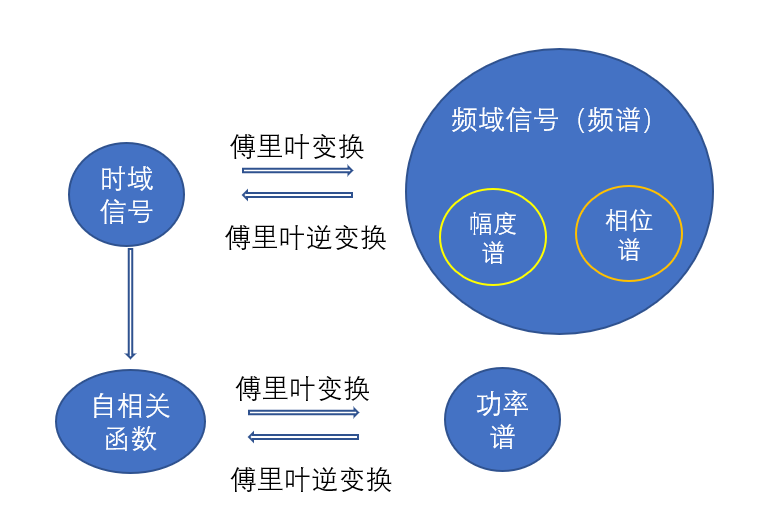 频域信号（频谱）
傅里叶变换
时域
信号
幅度
谱
相位
谱
傅里叶逆变换
傅里叶变换
自相关
函数
功率
谱
傅里叶逆变换